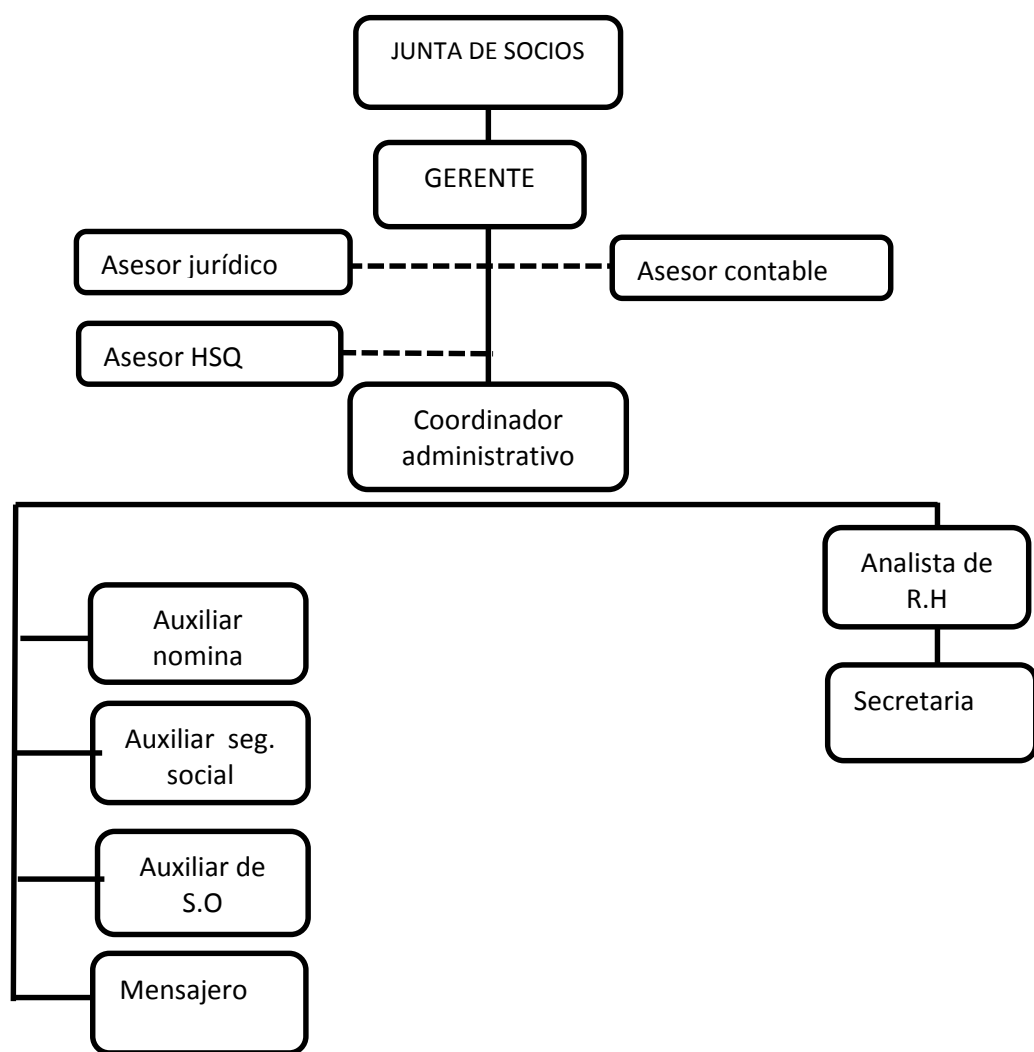 JUNTA DE SOCIOS
GERENTE
Asesor jurídico
Asesor contable
Asesor HSQ
Coordinador
administrativo
Analista de
R.H
Auxiliar
nomina
Secretaria
Auxiliar seg.
social
Auxiliar de
S.O
Mensajero